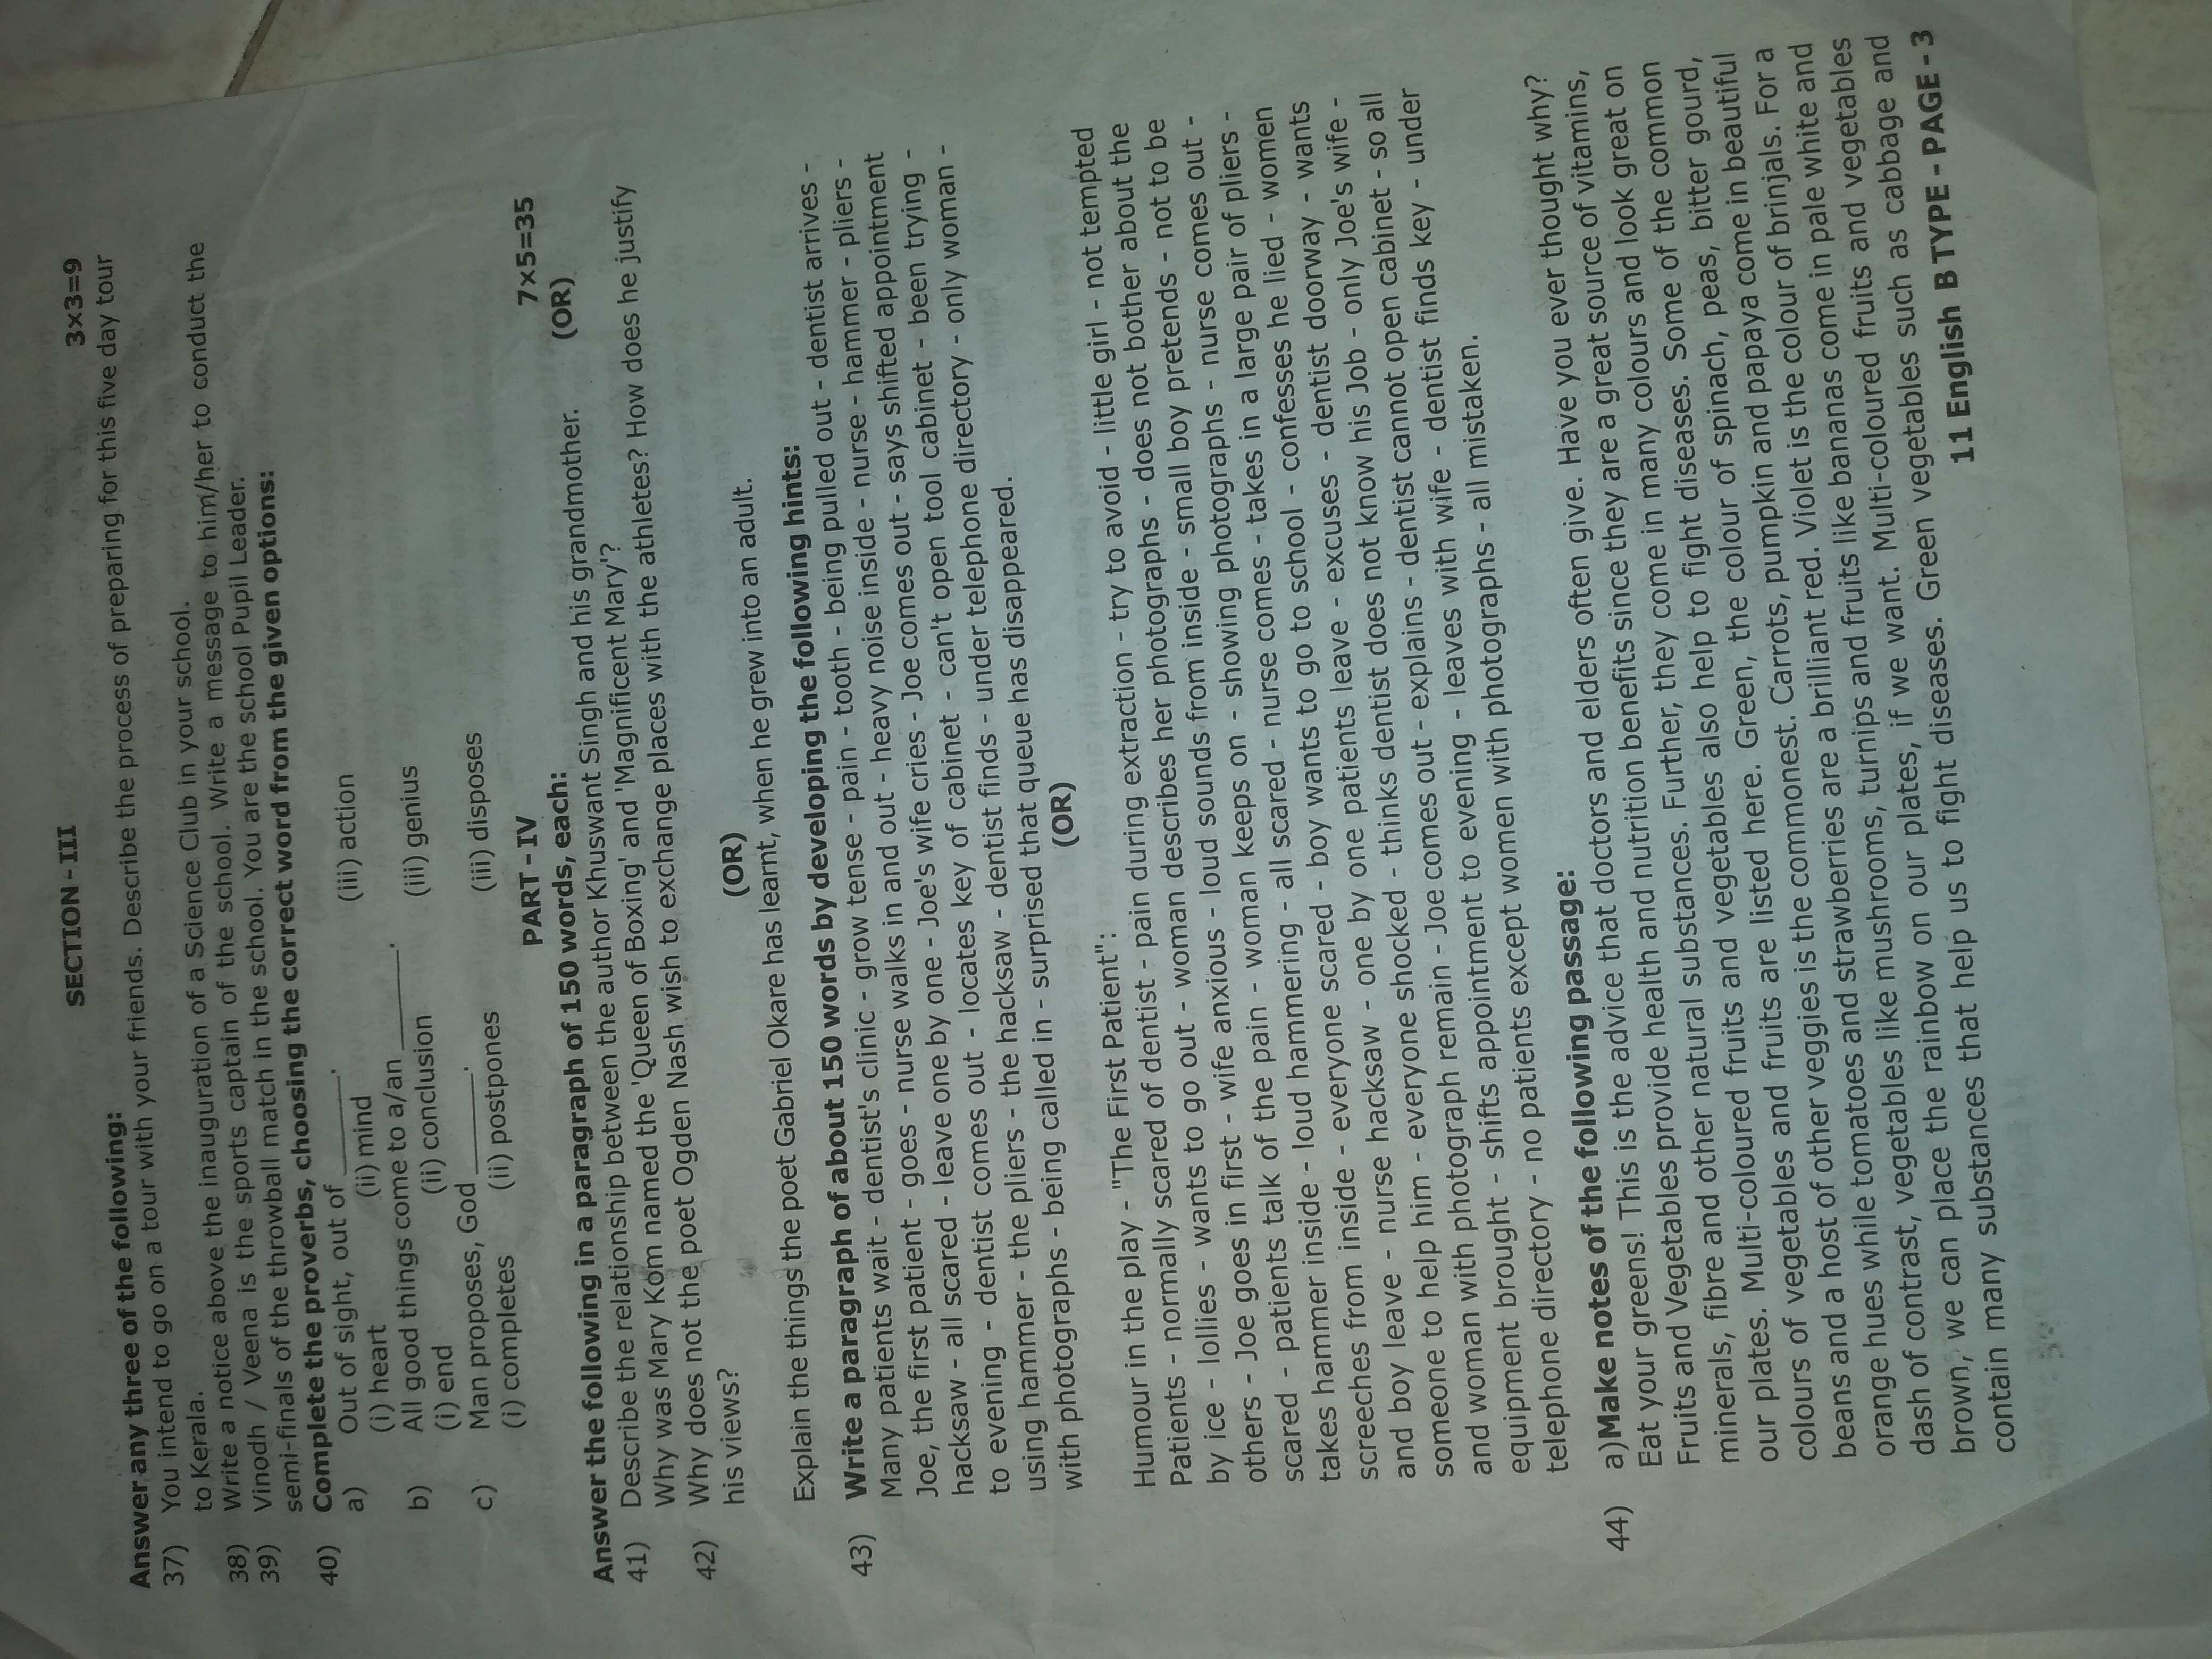 SECTION - III
3×3=9
Answer any three of the following:
37) You intend to go on a tour with your friends. Describe the process of preparing for this five day tour
to Kerala.
38) Write a notice above the inauguration of a Science Club in your school.
39) Vinodh / Veena is the sports captain of the school. Write a message to him/her to conduct the
semi-finals of the throwball match in the school. You are the school Pupil Leader.
40) Complete the proverbs, choosing the correct word from the given options:
a) Out of sight, out of _______.
(i) heart (ii) mind (iii) action
b) All good things come to a/an _______.
(i) end (ii) conclusion (iii) genius
c) Man proposes, God _______.
(i) completes (ii) postpones (iii) disposes
PART - IV
7×5=35
Answer the following in a paragraph of 150 words, each:
41) Describe the relationship between the author Khuswant Singh and his grandmother. (OR)
Why was Mary Kom named the 'Queen of Boxing' and 'Magnificent Mary'?
42) Why does not the poet Ogden Nash wish to exchange places with the athletes? How does he justify
his views?
(OR)
Explain the things the poet Gabriel Okare has learnt, when he grew into an adult.
43) Write a paragraph of about 150 words by developing the following hints:
Many patients wait - dentist's clinic - grow tense - pain - tooth - being pulled out - dentist arrives -
Joe, the first patient - goes - nurse walks in and out - heavy noise inside - nurse - hammer - pliers -
hacksaw - all scared - leave one by one - Joe's wife cries - Joe comes out - says shifted appointment
to evening - dentist comes out - locates key of cabinet - can't open tool cabinet - been trying -
using hammer - the pliers - the hacksaw - dentist finds - under telephone directory - only woman -
with photographs - being called in - surprised that queue has disappeared.
(OR)
Humour in the play - "The First Patient":
Patients - normally scared of dentist - pain during extraction - try to avoid - little girl - not tempted
by ice - lollies - wants to go out - woman describes her photographs - does not bother about the
others - Joe goes in first - wife anxious - loud sounds from inside - small boy pretends - not to be
scared - patients talk of the pain - woman keeps on - showing photographs - nurse comes out -
takes hammer inside - loud hammering - all scared - nurse comes - takes in a large pair of pliers -
screeches from inside - everyone scared - boy wants to go to school - confesses he lied - women
and boy leave - nurse hacksaw - one by one patients leave - excuses - dentist doorway - wants
someone to help him - everyone shocked - thinks dentist does not know his Job - only Joe's wife -
and woman with photograph remain - Joe comes out - explains - dentist cannot open cabinet - so all
equipment brought - shifts appointment to evening - leaves with wife - dentist finds key - under
telephone directory - no patients except women with photographs - all mistaken.
44) a)Make notes of the following passage:
Eat your greens! This is the advice that doctors and elders often give. Have you ever thought why?
Fruits and Vegetables provide health and nutrition benefits since they are a great source of vitamins,
minerals, fibre and other natural substances. Further, they come in many colours and look great on
our plates. Multi-coloured fruits and vegetables also help to fight diseases. Some of the common
colours of vegetables and fruits are listed here. Green, the colour of spinach, peas, bitter gourd,
beans and a host of other veggies is the commonest. Carrots, pumpkin and papaya come in beautiful
orange hues while tomatoes and strawberries are a brilliant red. Violet is the colour of brinjals. For a
dash of contrast, vegetables like mushrooms, turnips and fruits like bananas come in pale white and
brown, we can place the rainbow on our plates, if we want. Multi-coloured fruits and vegetables
contain many substances that help us to fight diseases. Green vegetables such as cabbage and
11 English B TYPE - PAGE - 3